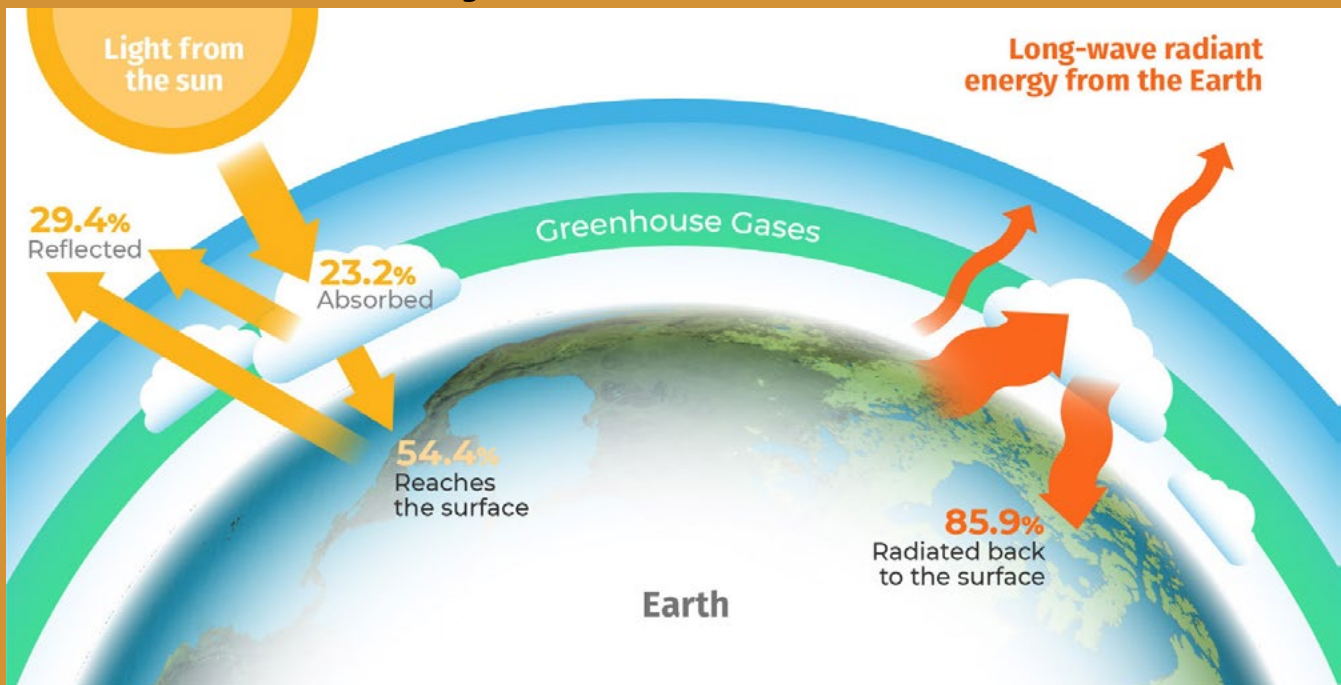 Light from
the sun
Long-wave radiant
energy from the Earth
29.4%
Reflected
Greenhouse Gases
23.2%
Absorbed
54.4%
Reaches
the surface
85.9%
Radiated back
to the surface
Earth